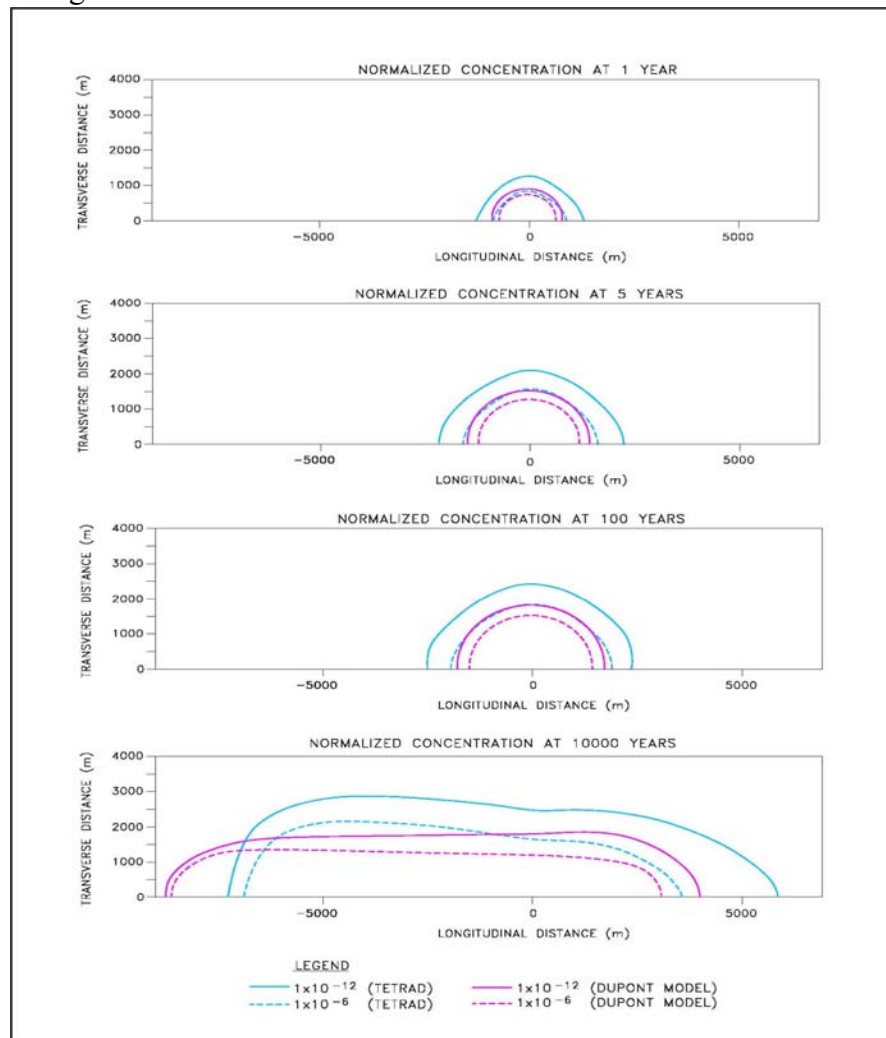 NORMALIZED CONCENTRATION AT 1 YEAR
TRANSVERSE DISTANCE (m)
4000
3000
2000
1000
0
-5000 0 5000
LONGITUDINAL DISTANCE (m)
NORMALIZED CONCENTRATION AT 5 YEARS
TRANSVERSE DISTANCE (m)
4000
3000
2000
1000
0
-5000 0 5000
LONGITUDINAL DISTANCE (m)
NORMALIZED CONCENTRATION AT 100 YEARS
TRANSVERSE DISTANCE (m)
4000
3000
2000
1000
0
-5000 0 5000
LONGITUDINAL DISTANCE (m)
NORMALIZED CONCENTRATION AT 10000 YEARS
TRANSVERSE DISTANCE (m)
4000
3000
2000
1000
0
-5000 0 5000
LONGITUDINAL DISTANCE (m)
LEGEND
1x10⁻¹² (TETRAD) 1x10⁻¹² (DUPONT MODEL)
1x10⁻⁶ (TETRAD) 1x10⁻⁶ (DUPONT MODEL)